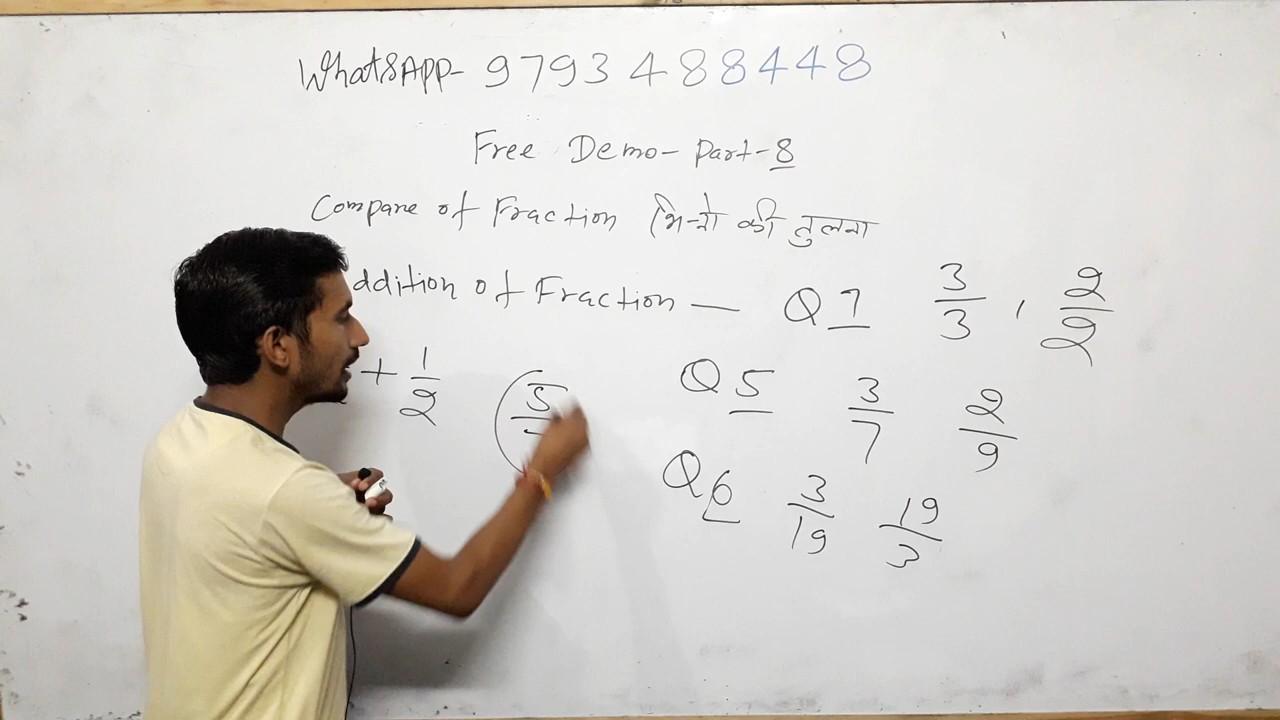 WhatsAPP- 9793488448
Free Demo- Part-8
Compare of Fraction भिन्नो की तुलना
ddition of Fraction — Q7 3/3 , 2/2
+ 1/2 ( 5/ Q5 3/7 2/9
Q6 3/19 19/3